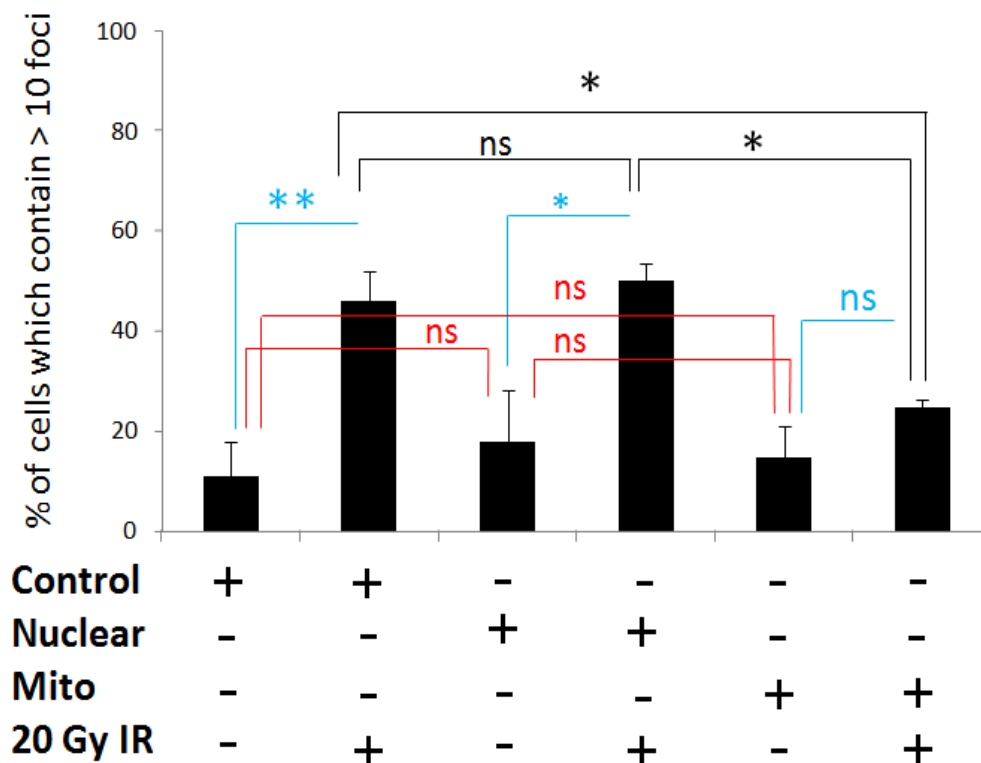 % of cells which contain > 10 foci
100
80
60
40
20
0
*
ns
*
**
*
ns
ns
ns
ns
Control + + - - - -
Nuclear - - + + - -
Mito - - - - + +
20 Gy IR - + - + - +